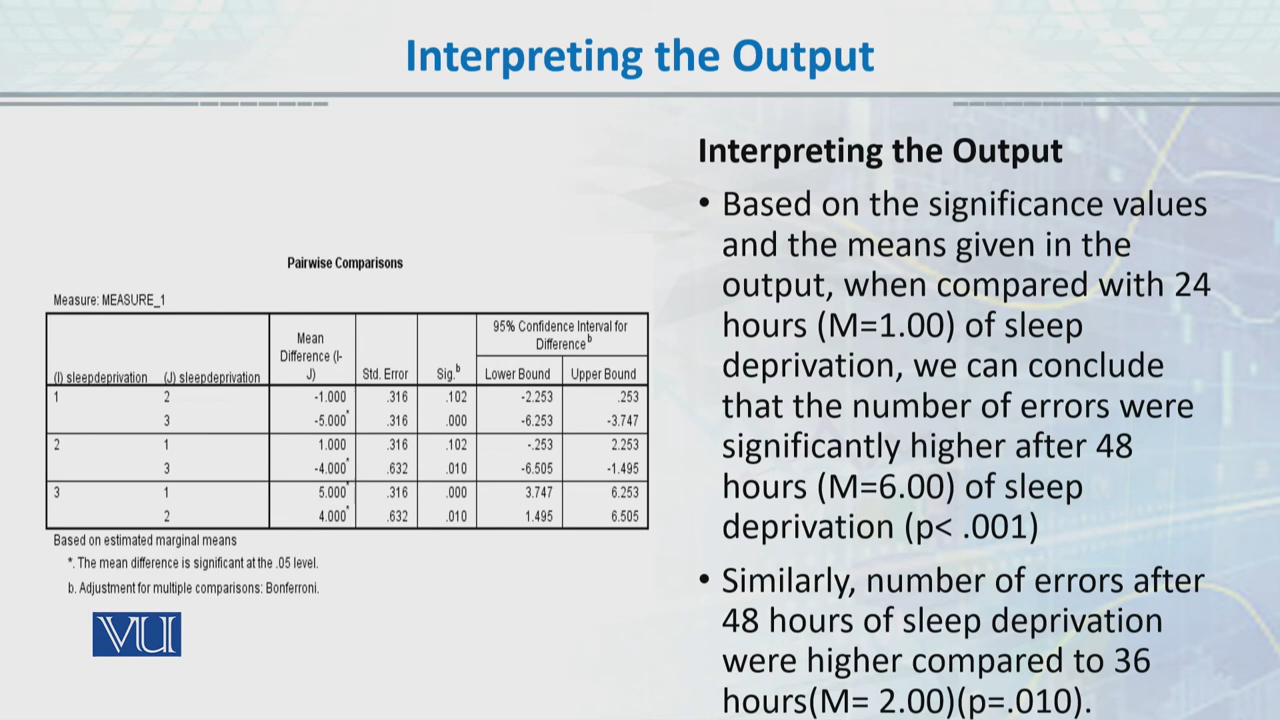 Interpreting the Output
Pairwise Comparisons
Measure: MEASURE_1
(I) sleepdeprivation (J) sleepdeprivation Mean Difference (I-J) Std. Error Sig.b 95% Confidence Interval for Differenceb
Lower Bound Upper Bound
1 2 -1.000 .316 .102 -2.253 .253
3 -5.000* .316 .000 -6.253 -3.747
2 1 1.000 .316 .102 -.253 2.253
3 -4.000* .632 .010 -6.505 -1.495
3 1 5.000* .316 .000 3.747 6.253
2 4.000* .632 .010 1.495 6.505
Based on estimated marginal means
*. The mean difference is significant at the .05 level.
b. Adjustment for multiple comparisons: Bonferroni.
VU
Interpreting the Output
• Based on the significance values
and the means given in the
output, when compared with 24
hours (M=1.00) of sleep
deprivation, we can conclude
that the number of errors were
significantly higher after 48
hours (M=6.00) of sleep
deprivation (p< .001)
• Similarly, number of errors after
48 hours of sleep deprivation
were higher compared to 36
hours(M= 2.00)(p=.010).